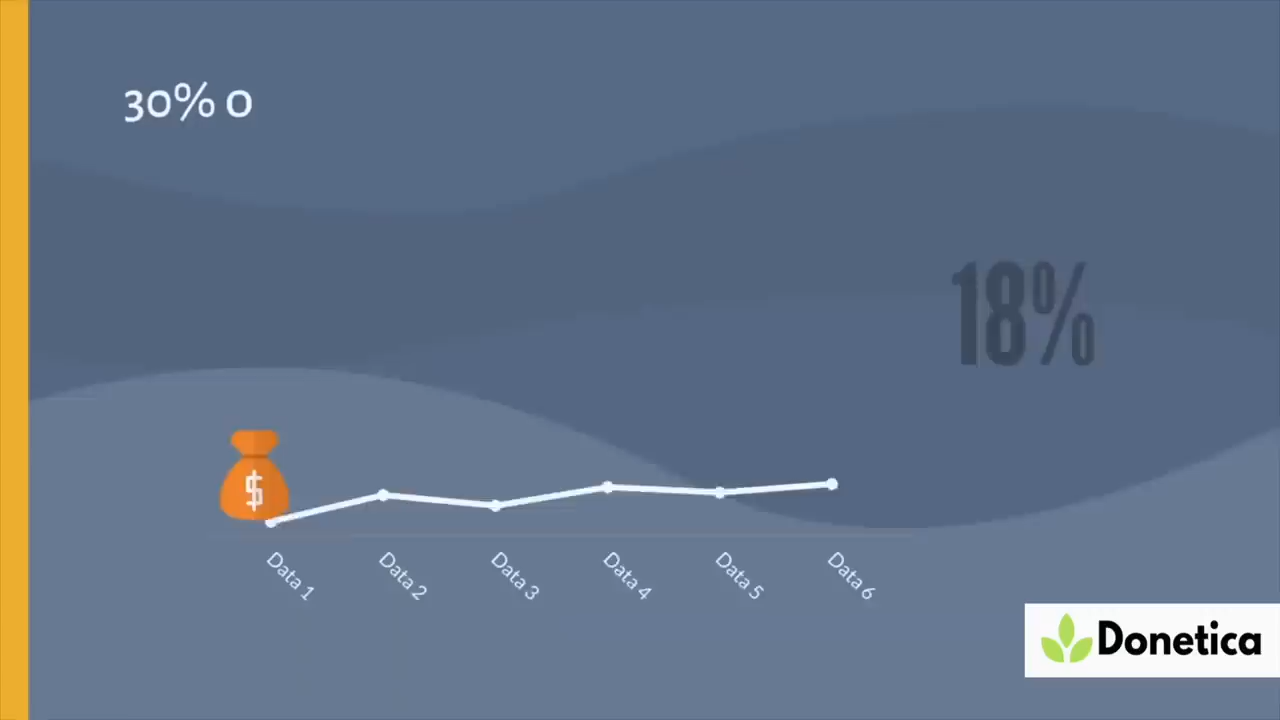 30% o
18%
$
Data 1
Data 2
Data 3
Data 4
Data 5
Data 6
Donetica